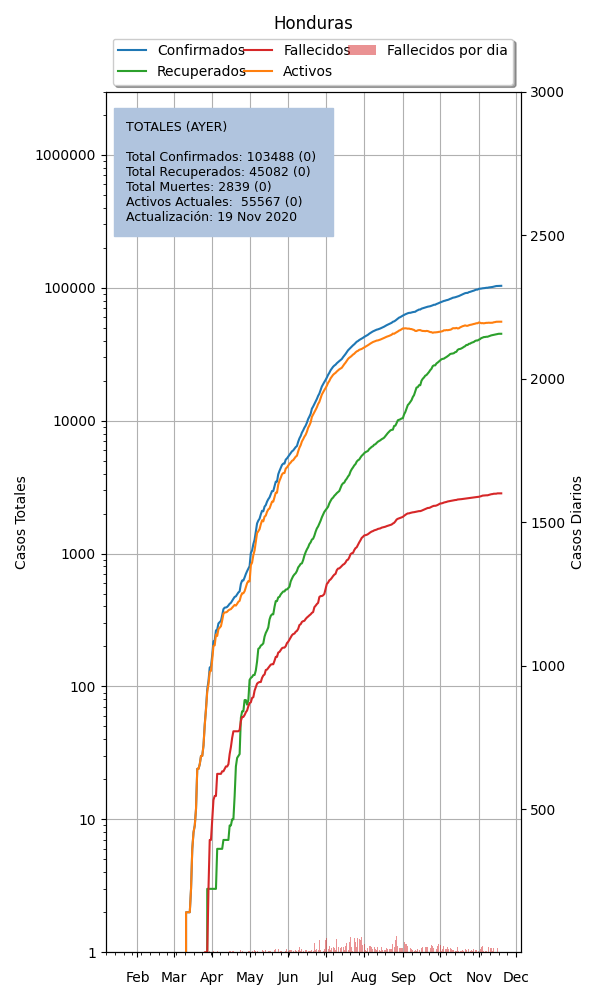 Honduras
Confirmados
Recuperados
Fallecidos
Activos
Fallecidos por dia
TOTALES (AYER)
Total Confirmados: 103488 (0)
Total Recuperados: 45082 (0)
Total Muertes: 2839 (0)
Activos Actuales:  55567 (0)
Actualización: 19 Nov 2020
Casos Totales
1000000
100000
10000
1000
100
10
1
3000
2500
2000
1500
1000
500
Casos Diarios
Feb Mar Apr May Jun Jul Aug Sep Oct Nov Dec